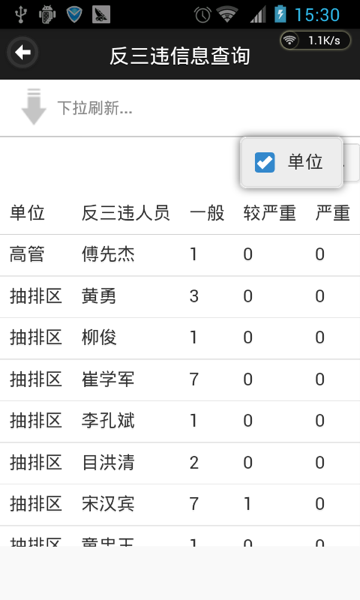 15:30
反三违信息查询
1.1K/s
下拉刷新...
单位
单位 反三违人员 一般 较严重 严重
高管 傅先杰 1 0 0
抽排区 黄勇 3 0 0
抽排区 柳俊 1 0 0
抽排区 崔学军 7 0 0
抽排区 李孔斌 1 0 0
抽排区 目洪清 2 0 0
抽排区 宋汉宾 7 1 0
抽排区 1 0 0